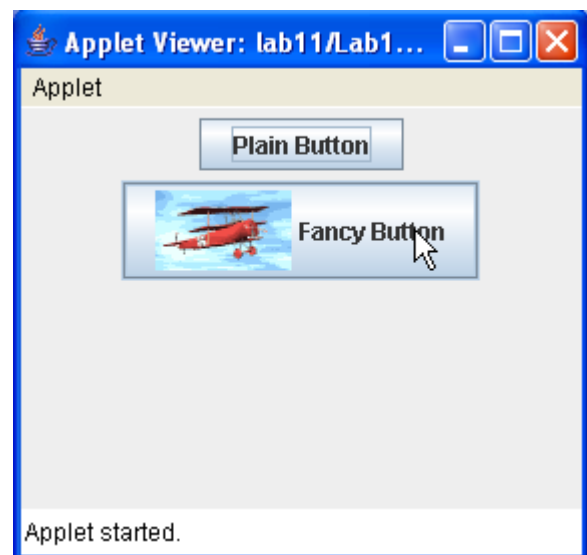 Applet Viewer: lab11/Lab1...
Applet
Plain Button
Fancy Button
Applet started.